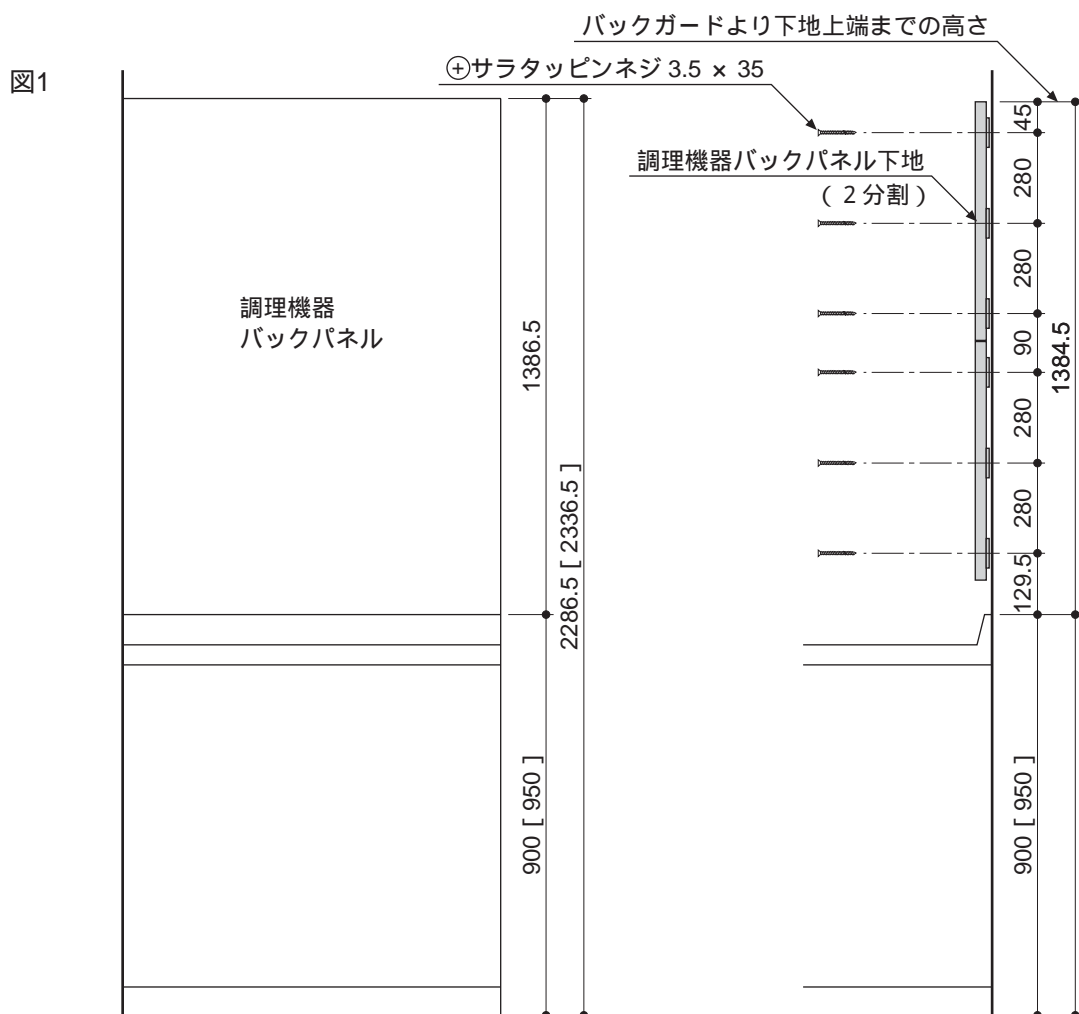 バックガードより下地上端までの高さ
図1
⊕サラタッピンネジ 3.5 × 35
調理機器バックパネル下地
（ 2 分割 ）
調理機器
バックパネル
1386.5
2286.5 [ 2336.5 ]
900 [ 950 ]
45
280
280
90
280
280
129.5
1384.5
900 [ 950 ]